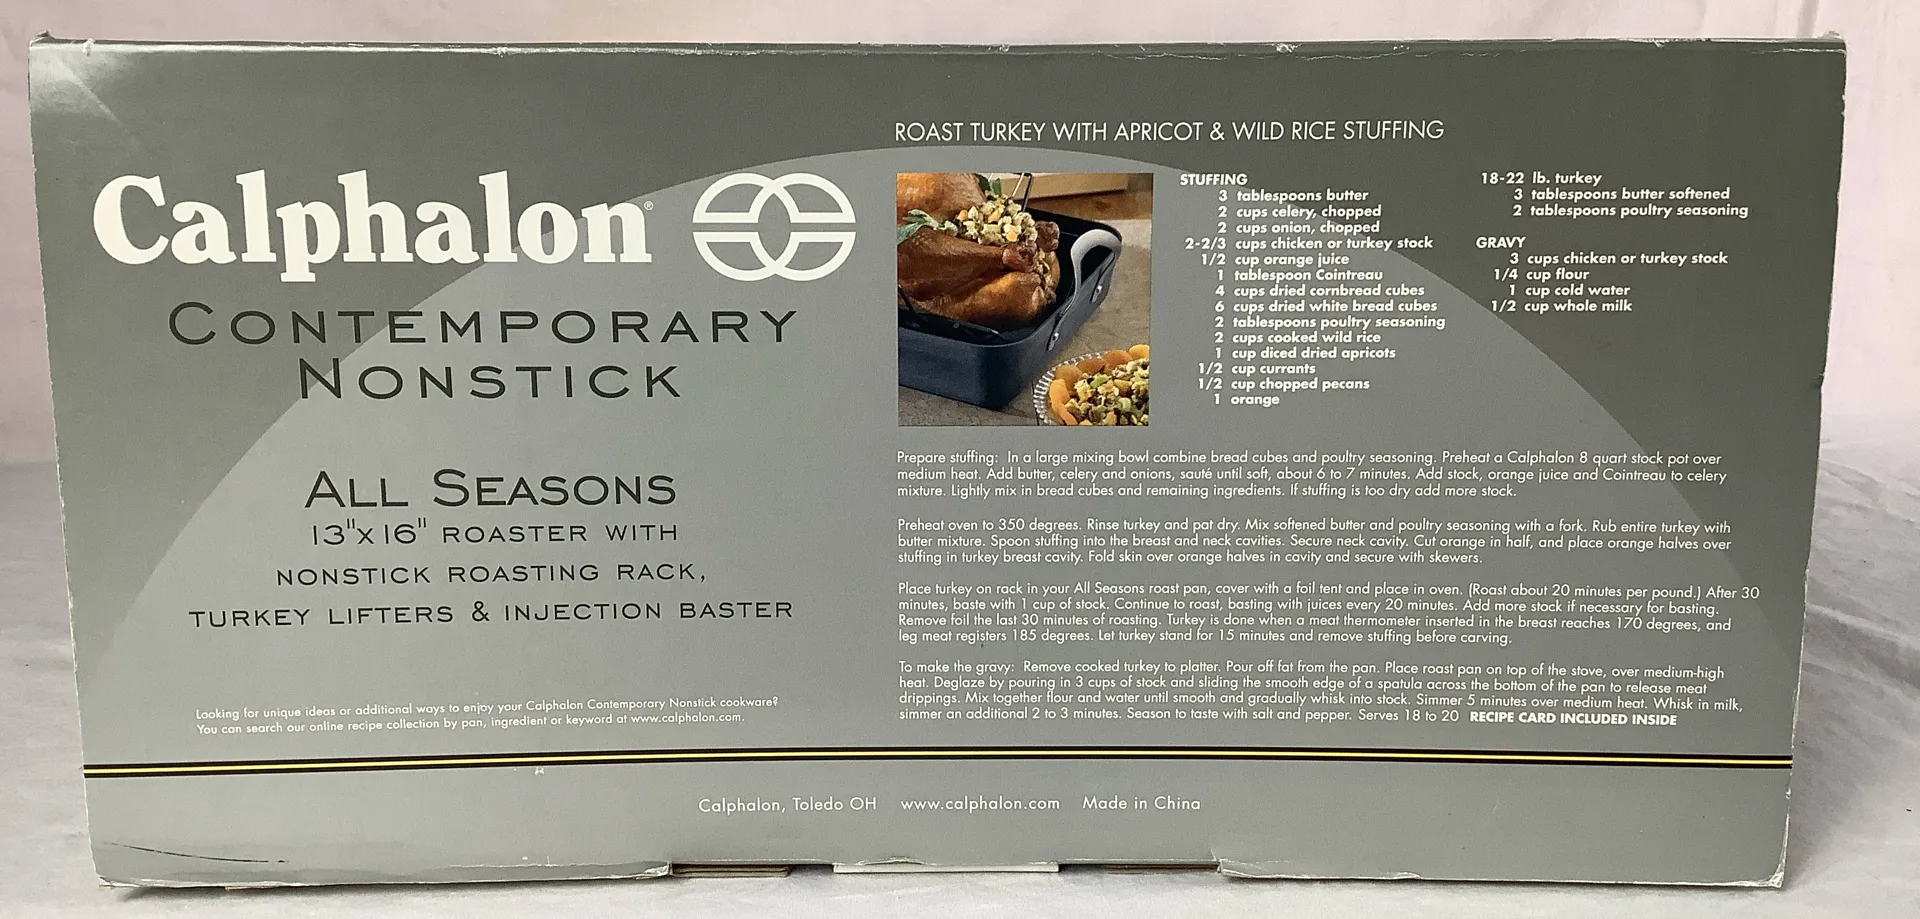 Calphalon®
CONTEMPORARY
NONSTICK
ALL SEASONS
13"x16" ROASTER WITH
NONSTICK ROASTING RACK,
TURKEY LIFTERS & INJECTION BASTER
Looking for unique ideas or additional ways to enjoy your Calphalon Contemporary Nonstick cookware?
You can search our online recipe collection by pan, ingredient or keyword at www.calphalon.com.
ROAST TURKEY WITH APRICOT & WILD RICE STUFFING
STUFFING
3 tablespoons butter
2 cups celery, chopped
2 cups onion, chopped
2-2/3 cups chicken or turkey stock
1/2 cup orange juice
1 tablespoon Cointreau
4 cups dried cornbread cubes
6 cups dried white bread cubes
2 tablespoons poultry seasoning
2 cups cooked wild rice
1 cup diced dried apricots
1/2 cup currants
1/2 cup chopped pecans
1 orange
18-22 lb. turkey
3 tablespoons butter softened
2 tablespoons poultry seasoning
GRAVY
3 cups chicken or turkey stock
1/4 cup flour
1 cup cold water
1/2 cup whole milk
Prepare stuffing: In a large mixing bowl combine bread cubes and poultry seasoning. Preheat a Calphalon 8 quart stock pot over
medium heat. Add butter, celery and onions, sauté until soft, about 6 to 7 minutes. Add stock, orange juice and Cointreau to celery
mixture. Lightly mix in bread cubes and remaining ingredients. If stuffing is too dry add more stock.
Preheat oven to 350 degrees. Rinse turkey and pat dry. Mix softened butter and poultry seasoning with a fork. Rub entire turkey with
butter mixture. Spoon stuffing into the breast and neck cavities. Secure neck cavity. Cut orange in half, and place orange halves over
stuffing in turkey breast cavity. Fold skin over orange halves in cavity and secure with skewers.
Place turkey on rack in your All Seasons roast pan, cover with a foil tent and place in oven. (Roast about 20 minutes per pound.) After 30
minutes, baste with 1 cup of stock. Continue to roast, basting with juices every 20 minutes. Add more stock if necessary for basting.
Remove foil the last 30 minutes of roasting. Turkey is done when a meat thermometer inserted in the breast reaches 170 degrees, and
leg meat registers 185 degrees. Let turkey stand for 15 minutes and remove stuffing before carving.
To make the gravy: Remove cooked turkey to platter. Pour off fat from the pan. Place roast pan on top of the stove, over medium-high
heat. Deglaze by pouring in 3 cups of stock and sliding the smooth edge of a spatula across the bottom of the pan to release meat
drippings. Mix together flour and water until smooth and gradually whisk into stock. Simmer 5 minutes over medium heat. Whisk in milk,
simmer an additional 2 to 3 minutes. Season to taste with salt and pepper. Serves 18 to 20 RECIPE CARD INCLUDED INSIDE
Calphalon, Toledo OH www.calphalon.com Made in China